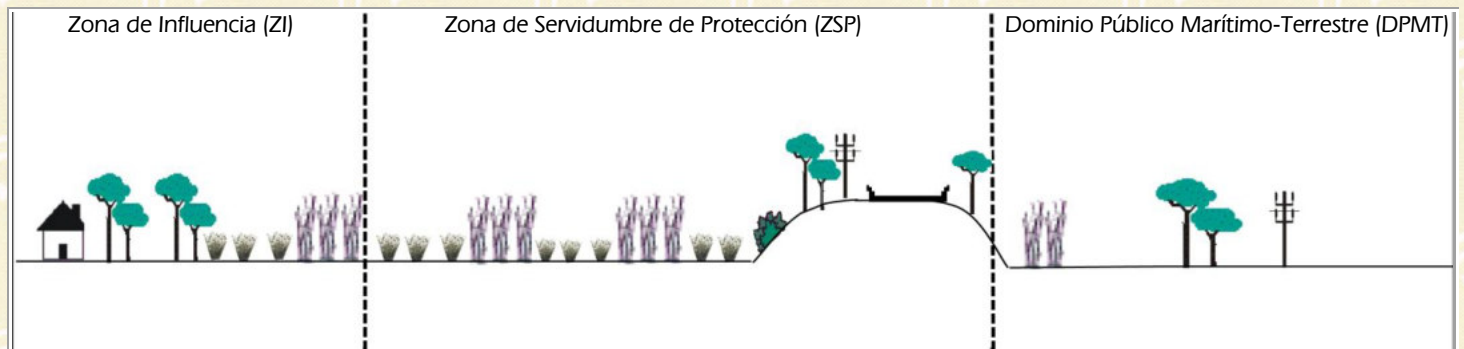 Zona de Influencia (ZI)
Zona de Servidumbre de Protección (ZSP)
Dominio Público Marítimo-Terrestre (DPMT)